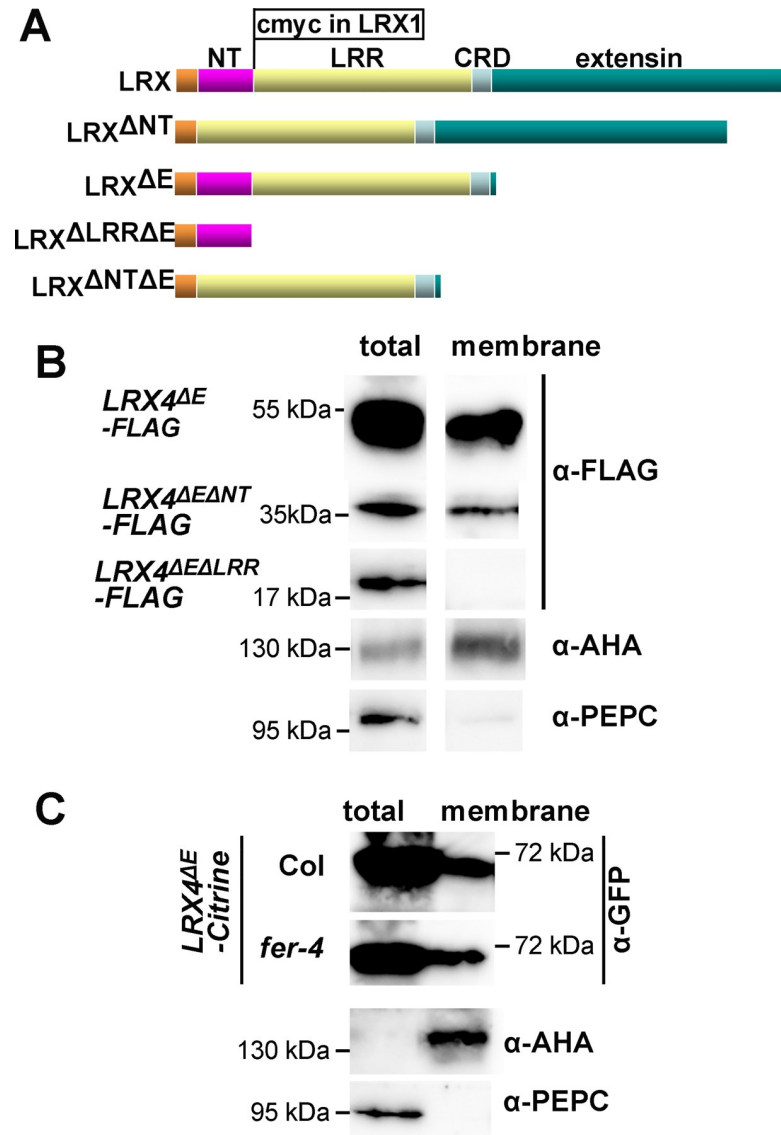 A
cmyc in LRX1
NT LRR CRD extensin
LRX
LRXΔNT
LRXΔE
LRXΔLRRΔE
LRXΔNTΔE
B
total membrane
LRX4ΔE
-FLAG
55 kDa
LRX4ΔEΔNT
-FLAG
35kDa
LRX4ΔEΔLRR
-FLAG
17 kDa
α-FLAG
130 kDa
α-AHA
95 kDa
α-PEPC
C
total membrane
LRX4ΔE
-Citrine
Col
72 kDa
fer-4
72 kDa
α-GFP
130 kDa
α-AHA
95 kDa
α-PEPC